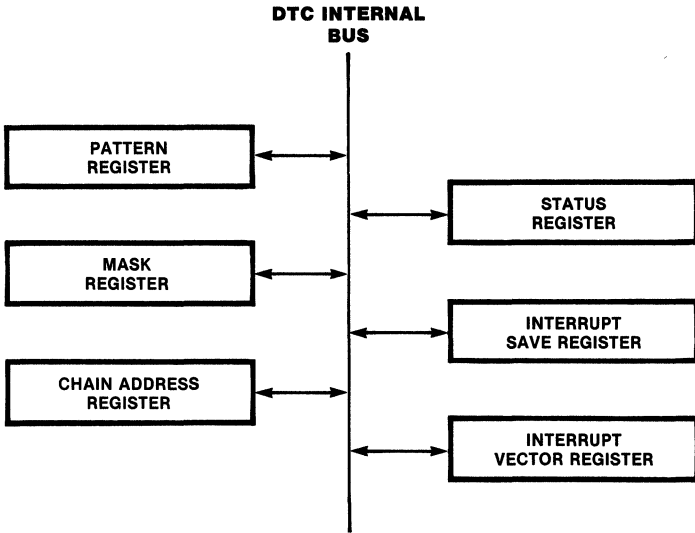 DTC INTERNAL
BUS
PATTERN
REGISTER
STATUS
REGISTER
MASK
REGISTER
INTERRUPT
SAVE REGISTER
CHAIN ADDRESS
REGISTER
INTERRUPT
VECTOR REGISTER